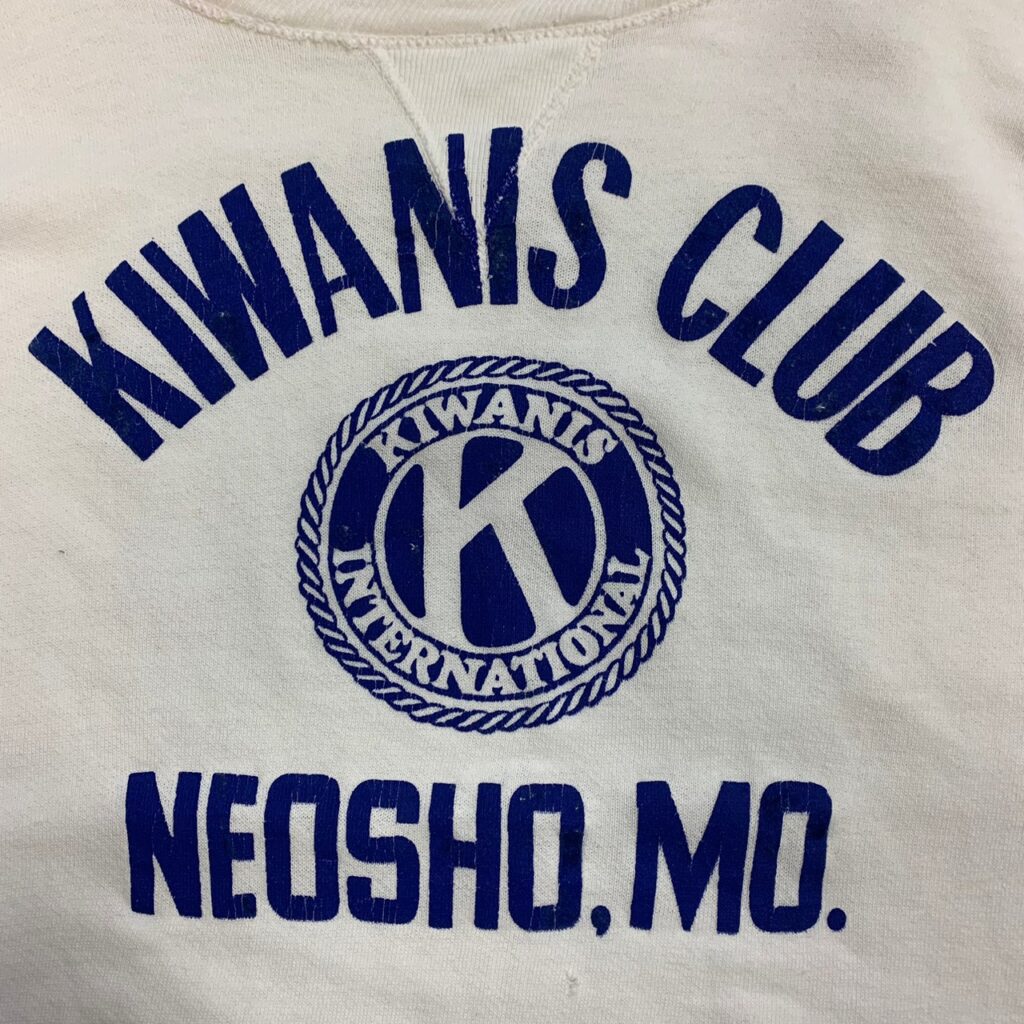 KIWANIS CLUB
KIWANIS
K
INTERNATIONAL
NEOSHO, MO.